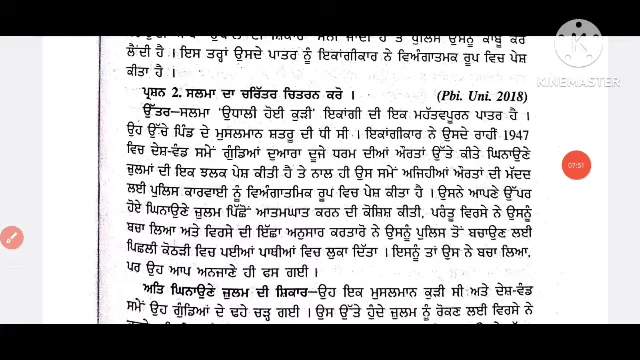 ਲੈਂਦੀ ਹੈ । ਇਸ ਤਰ੍ਹਾਂ ਉਸਦੇ ਪਾਤਰ ਨੂੰ ਇਕਾਂਗੀਕਾਰ ਨੇ ਵਿਅੰਗਾਤਮਕ ਰੂਪ ਵਿਚ ਪੇਸ਼
ਕੀਤਾ ਹੈ ।
ਪ੍ਰਸ਼ਨ 2. ਸਲਮਾ ਦਾ ਚਰਿੱਤਰ ਚਿਤਰਨ ਕਰੋ । (Pbi. Uni. 2018)
ਉੱਤਰ- ਸਲਮਾ 'ਉਧਾਲੀ ਹੋਈ ਕੁੜੀ' ਇਕਾਂਗੀ ਦੀ ਇਕ ਮਹੱਤਵਪੂਰਨ ਪਾਤਰ ਹੈ ।
ਉਹ ਉੱਚੇ ਪਿੰਡ ਦੇ ਮੁਸਲਮਾਨ ਸ਼ਤਰੂ ਦੀ ਧੀ ਸੀ । ਇਕਾਂਗੀਕਾਰ ਨੇ ਉਸਦੇ ਰਾਹੀਂ 1947
ਵਿਚ ਦੇਸ਼-ਵੰਡ ਸਮੇਂ ਗੁੰਡਿਆਂ ਦੁਆਰਾ ਦੂਜੇ ਧਰਮ ਦੀਆਂ ਔਰਤਾਂ ਉੱਤੇ ਕੀਤੇ ਘਿਨਾਉਣੇ
ਜ਼ੁਲਮਾਂ ਦੀ ਇਕ ਝਲਕ ਪੇਸ਼ ਕੀਤੀ ਹੈ ਤੇ ਨਾਲ ਹੀ ਉਸ ਸਮੇਂ ਅਜਿਹੀਆਂ ਔਰਤਾਂ ਦੀ ਮੱਦਦ
ਲਈ ਪੁਲਿਸ ਕਾਰਵਾਈ ਨੂੰ ਵਿਅੰਗਾਤਮਿਕ ਰੂਪ ਵਿਚ ਪੇਸ਼ ਕੀਤਾ ਹੈ । ਉਸਨੇ ਆਪਣੇ ਉੱਪਰ
ਹੋਏ ਘਿਨਾਉਣੇ ਜ਼ੁਲਮ ਪਿੱਛੋਂ ਆਤਮਘਾਤ ਕਰਨ ਦੀ ਕੋਸ਼ਿਸ਼ ਕੀਤੀ, ਪਰੰਤੂ ਵਿਰਸੇ ਨੇ ਉਸਨੂੰ
ਬਚਾ ਲਿਆ ਅਤੇ ਵਿਰਸੇ ਦੀ ਇੱਛਾ ਅਨੁਸਾਰ ਕਰਤਾਰੋ ਨੇ ਉਸਨੂੰ ਪੁਲਿਸ ਤੋਂ ਬਚਾਉਣ ਲਈ
ਪਿਛਲੀ ਕੋਠੜੀ ਵਿਚ ਪਈਆਂ ਪਾਥੀਆਂ ਵਿਚ ਲੁਕਾ ਦਿੱਤਾ । ਇਸਨੂੰ ਤਾਂ ਉਸ ਨੇ ਬਚਾ ਲਿਆ,
ਪਰ ਉਹ ਆਪ ਅਨਜਾਣੇ ਹੀ ਫਸ ਗਈ ।
ਅਤਿ ਘਿਨਾਉਣੇ ਜ਼ੁਲਮ ਦੀ ਸ਼ਿਕਾਰ- ਉਹ ਇਕ ਮੁਸਲਮਾਨ ਕੁੜੀ ਸੀ ਅਤੇ ਦੇਸ਼-ਵੰਡ
ਸਮੇਂ ਉਹ ਗੁੰਡਿਆਂ ਦੇ ਢਹੇ ਚੜ੍ਹ ਗਈ । ਉਸ ਉੱਤੇ ਹੁੰਦੇ ਜ਼ੁਲਮ ਨੂੰ ਰੋਕਣ ਲਈ ਵਿਰਸੇ ਨੇ
KINEMASTER
07:51